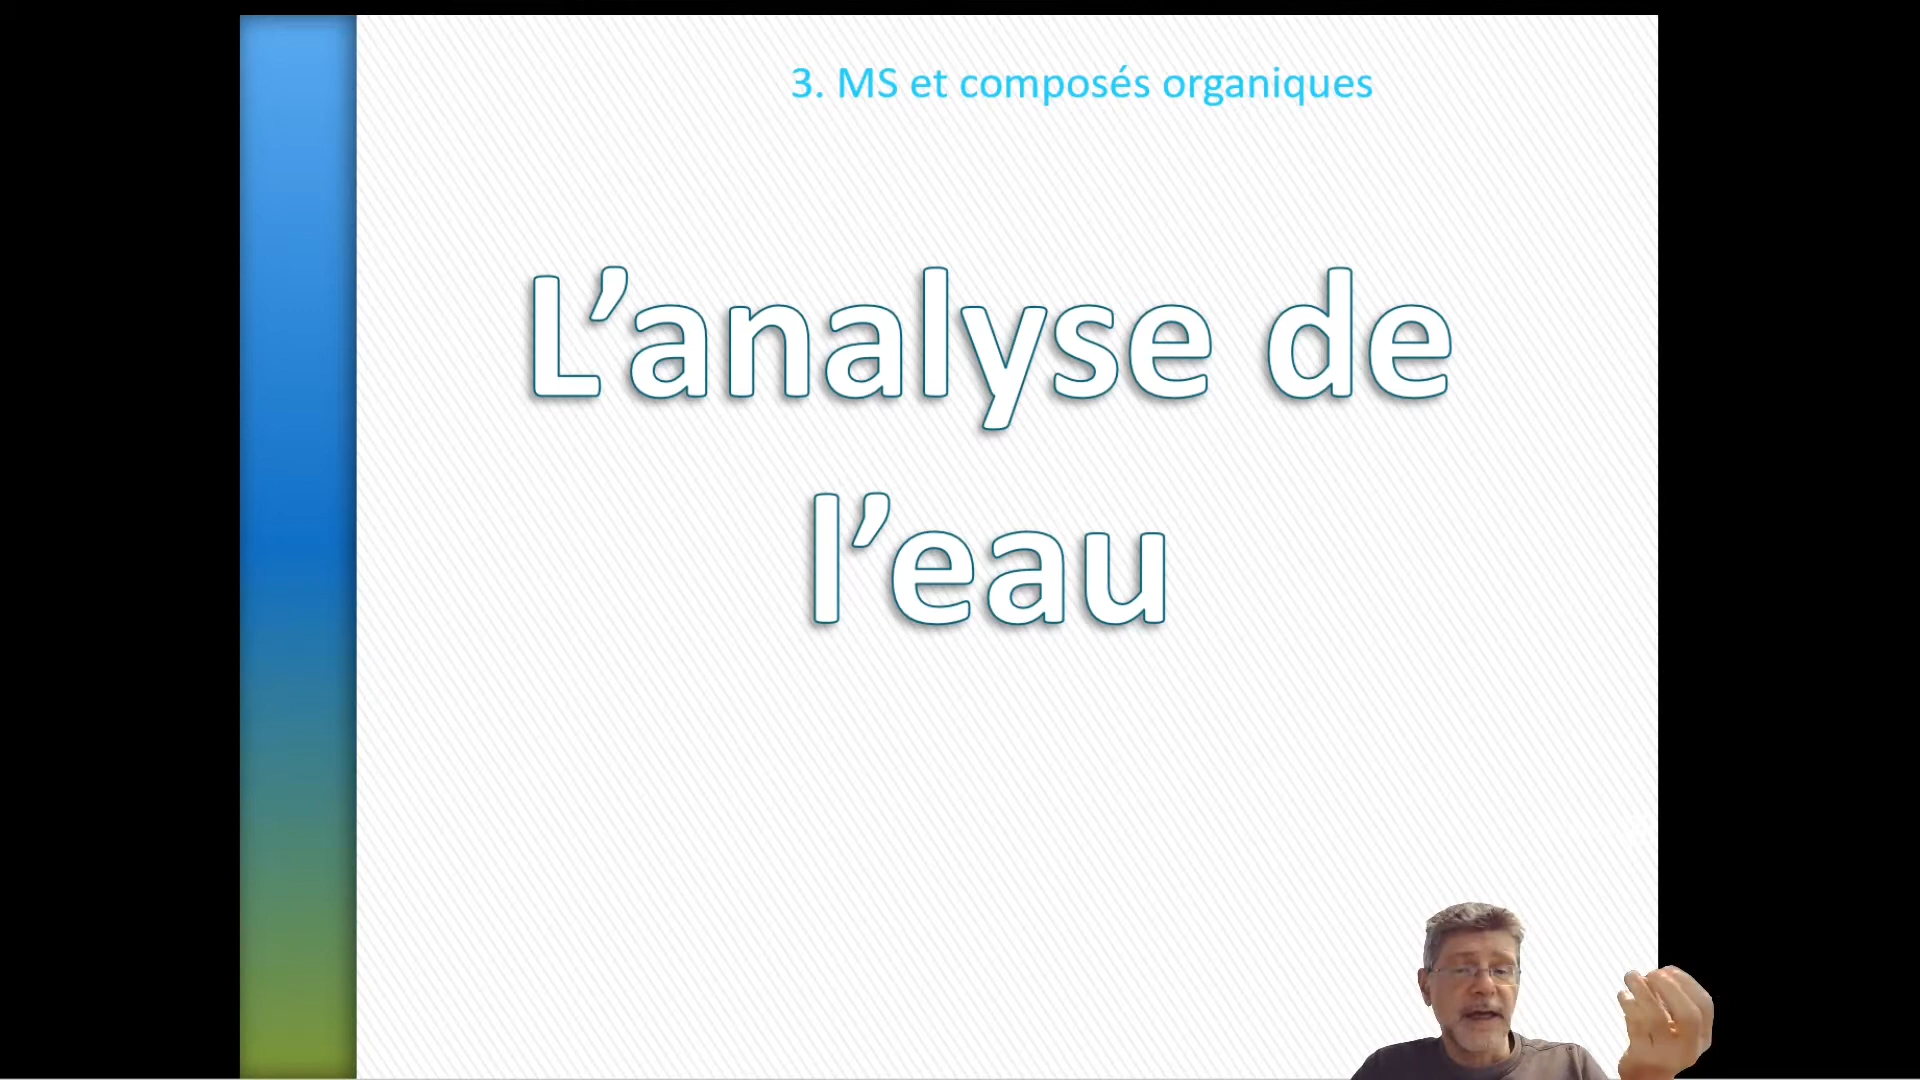 3. MS et composés organiques
L’analyse de
l’eau